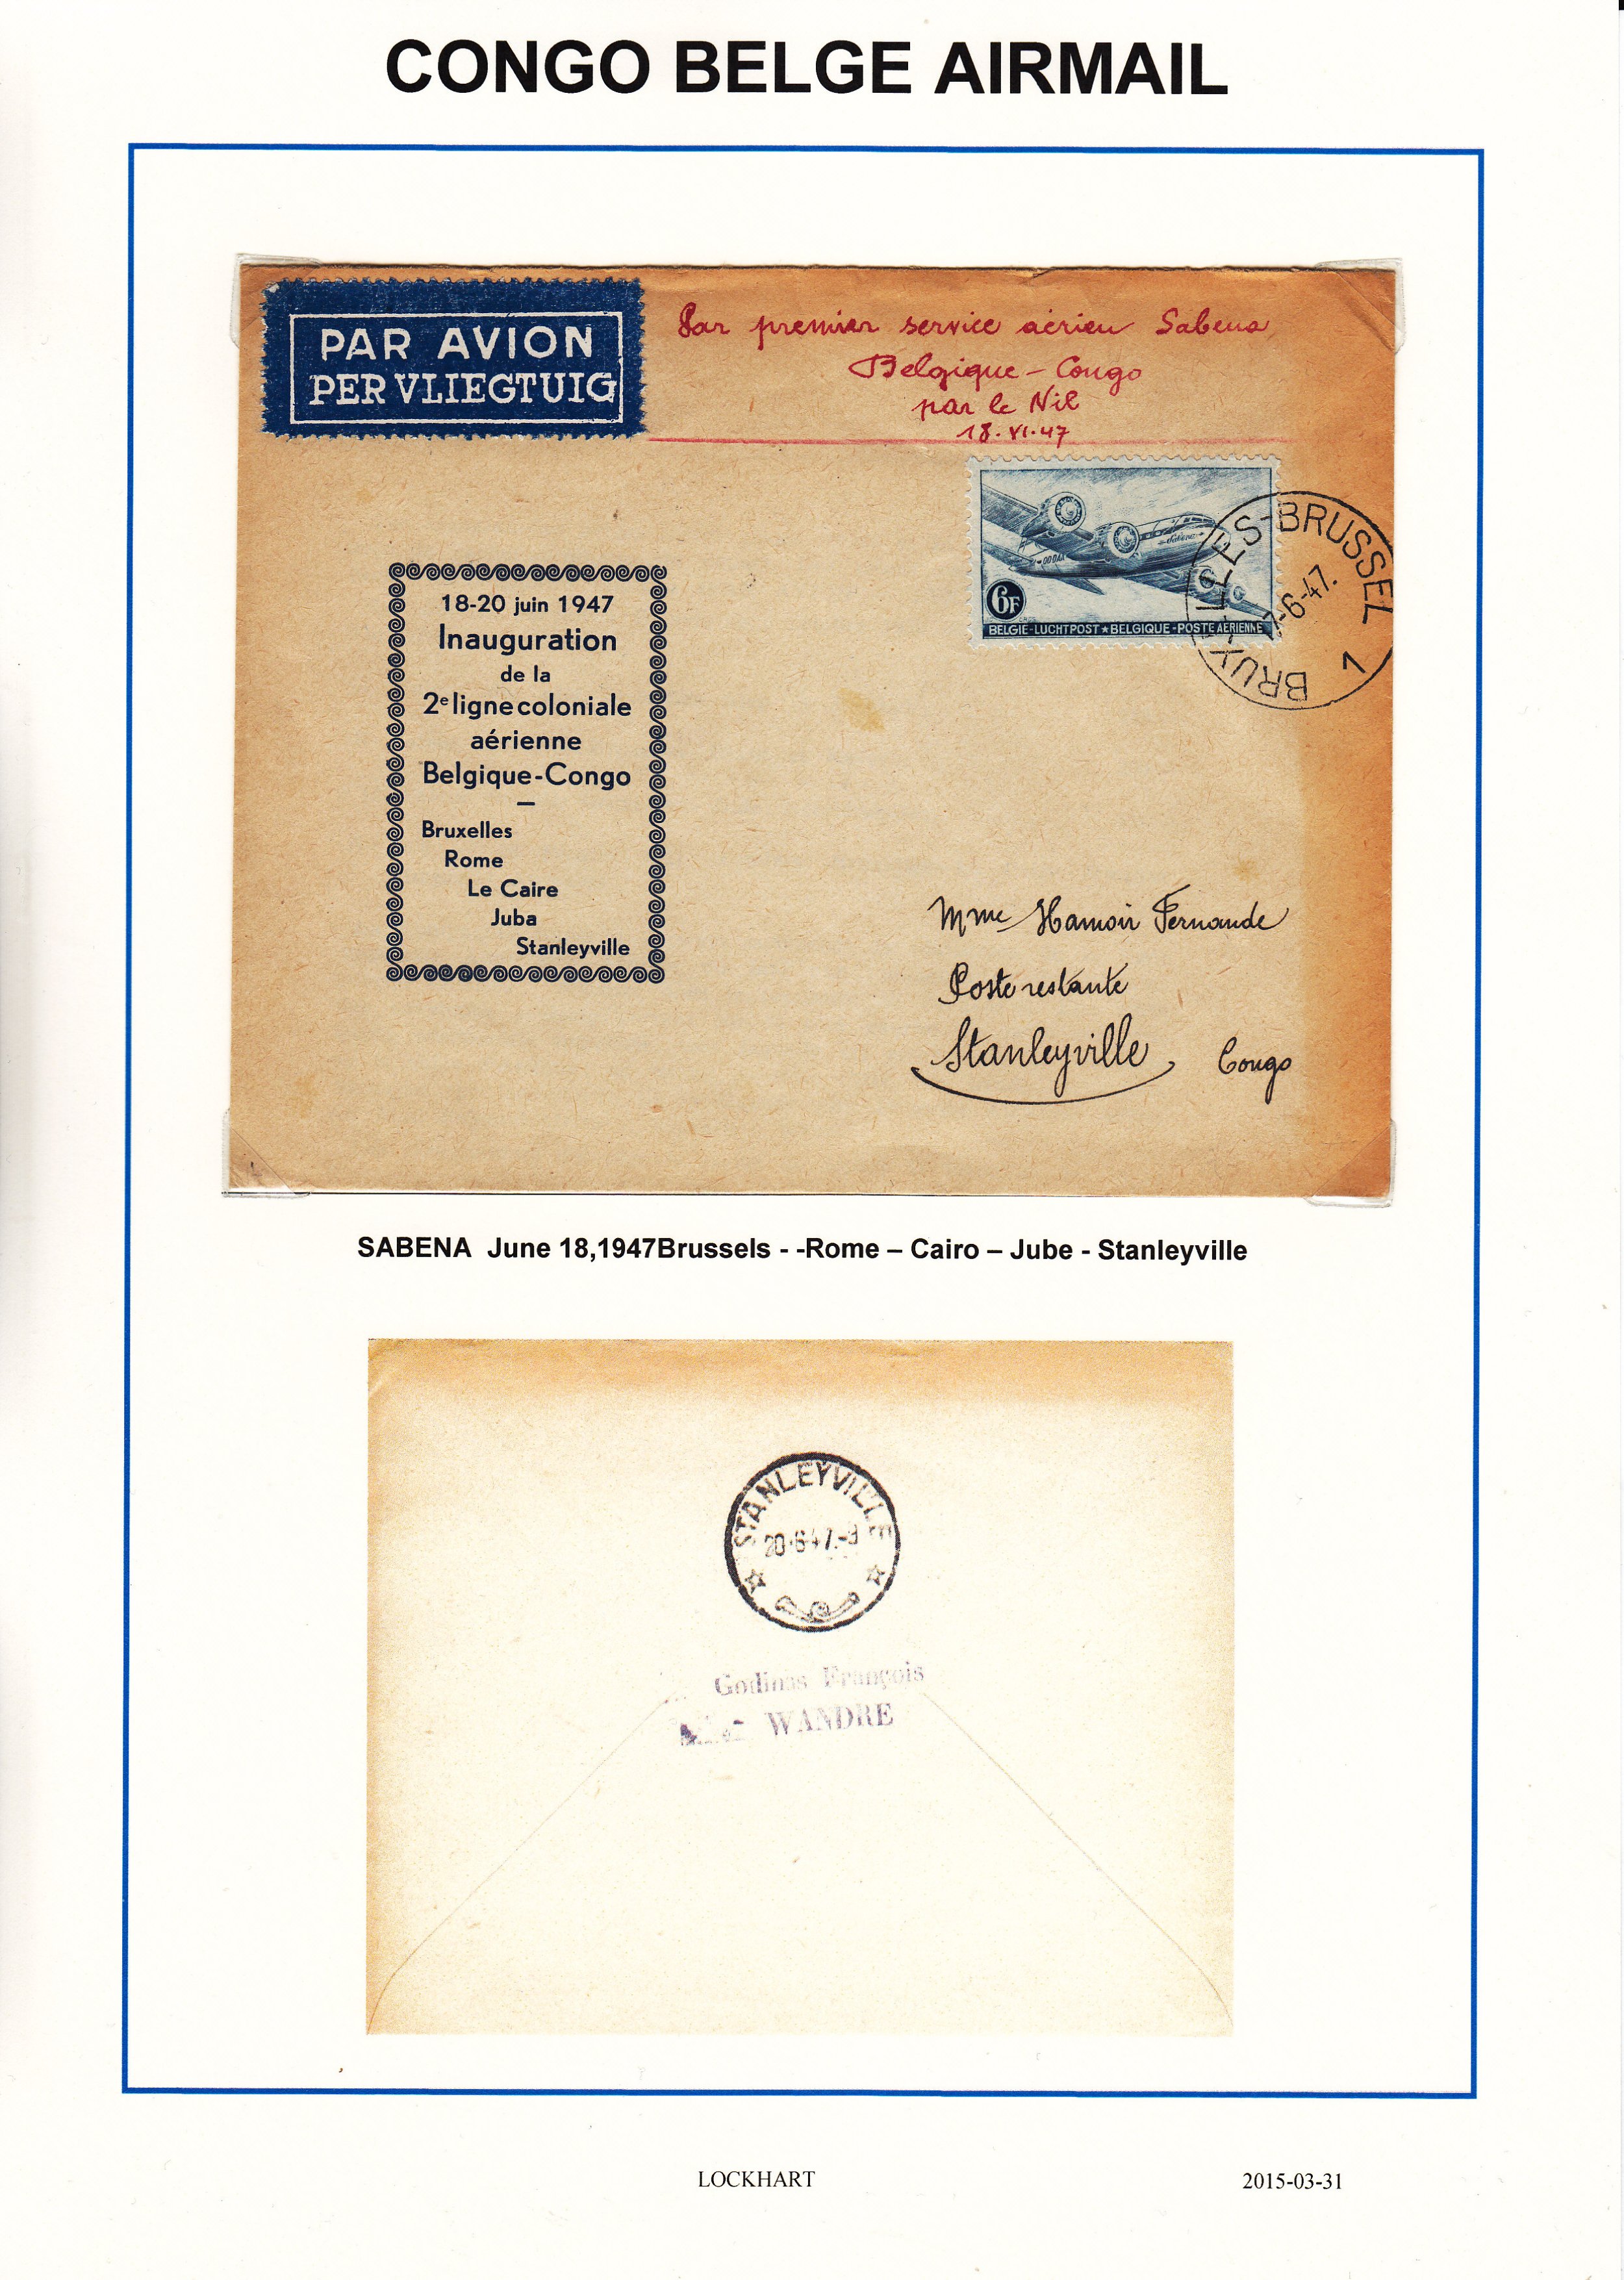 CONGO BELGE AIRMAIL
PAR AVION
PER VLIEGTUIG
Par premier service aérien Sabena
Belgique - Congo
par le Nil
18.VI.47
Sabena
OODAA
6F
BELGIE-LUCHTPOST★BELGIQUE-POSTE AERIENNE
BRUXELLES-BRUSSEL
-6-47.
1
18-20 juin 1947
Inauguration
de la
2e ligne coloniale
aérienne
Belgique-Congo
—
Bruxelles
Rome
Le Caire
Juba
Stanleyville
Mme Hamoir Fernande
Poste restante
Stanleyville Congo
SABENA June 18,1947Brussels - -Rome – Cairo – Jube - Stanleyville
STANLEYVILLE
20·6·47.-9
François
WANDRE
LOCKHART 2015-03-31